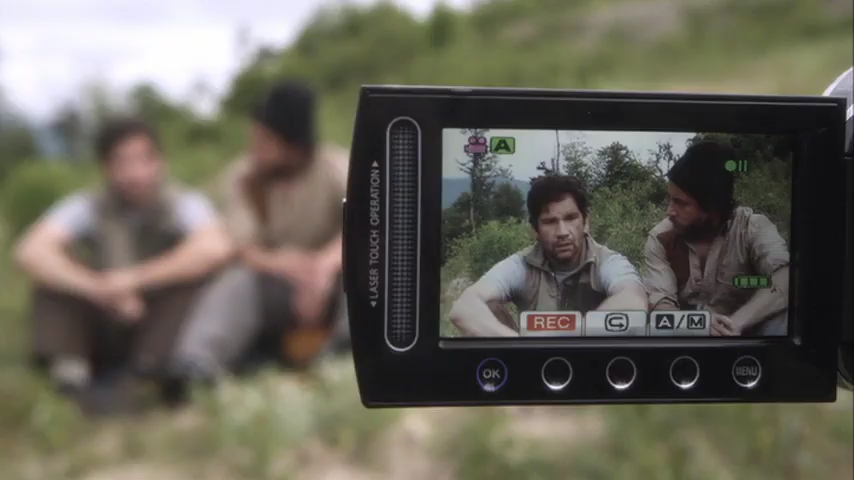 A
LASER TOUCH OPERATION
REC
A/M
OK
MENU